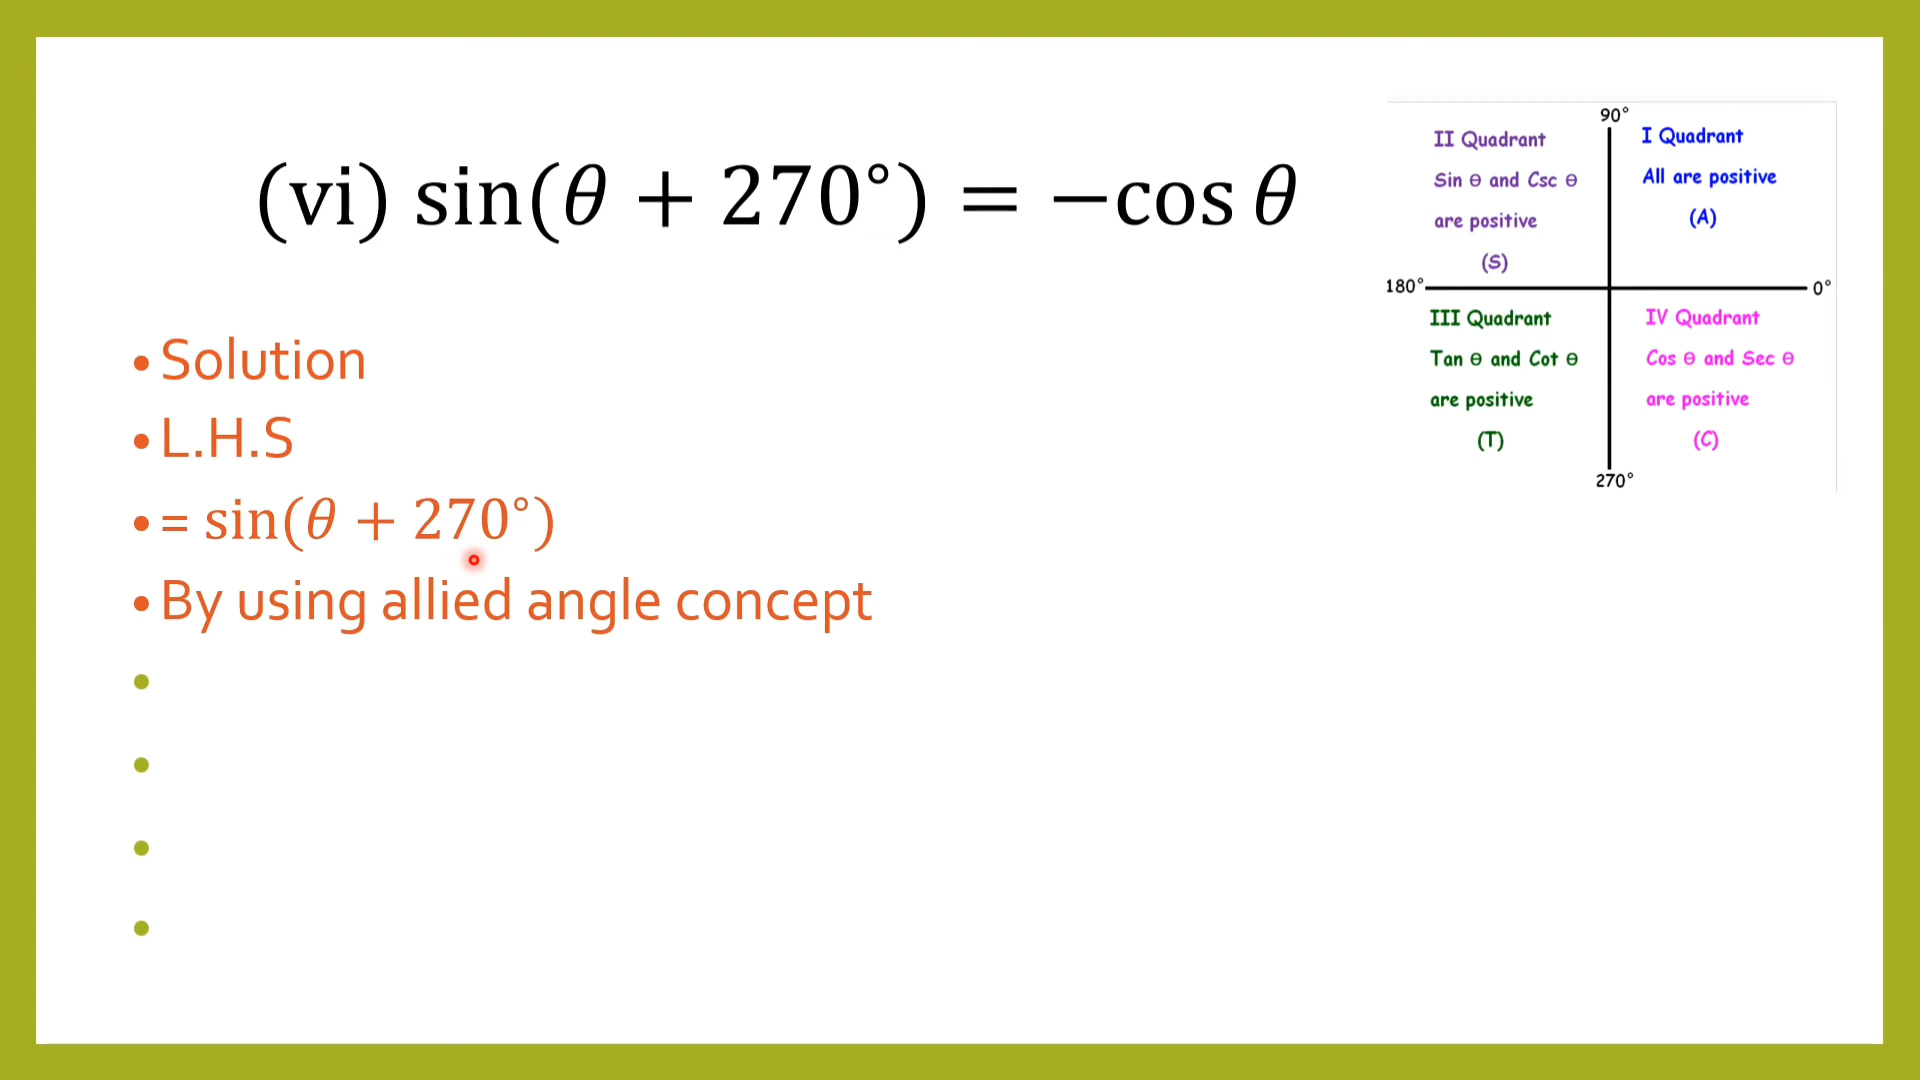 (vi) sin(θ + 270°) = −cos θ
• Solution
• L.H.S
• = sin(θ + 270°)
• By using allied angle concept
•
•
•
•
90°
II Quadrant
Sin θ and Csc θ
are positive
(S)
I Quadrant
All are positive
(A)
180°
0°
III Quadrant
Tan θ and Cot θ
are positive
(T)
IV Quadrant
Cos θ and Sec θ
are positive
(C)
270°